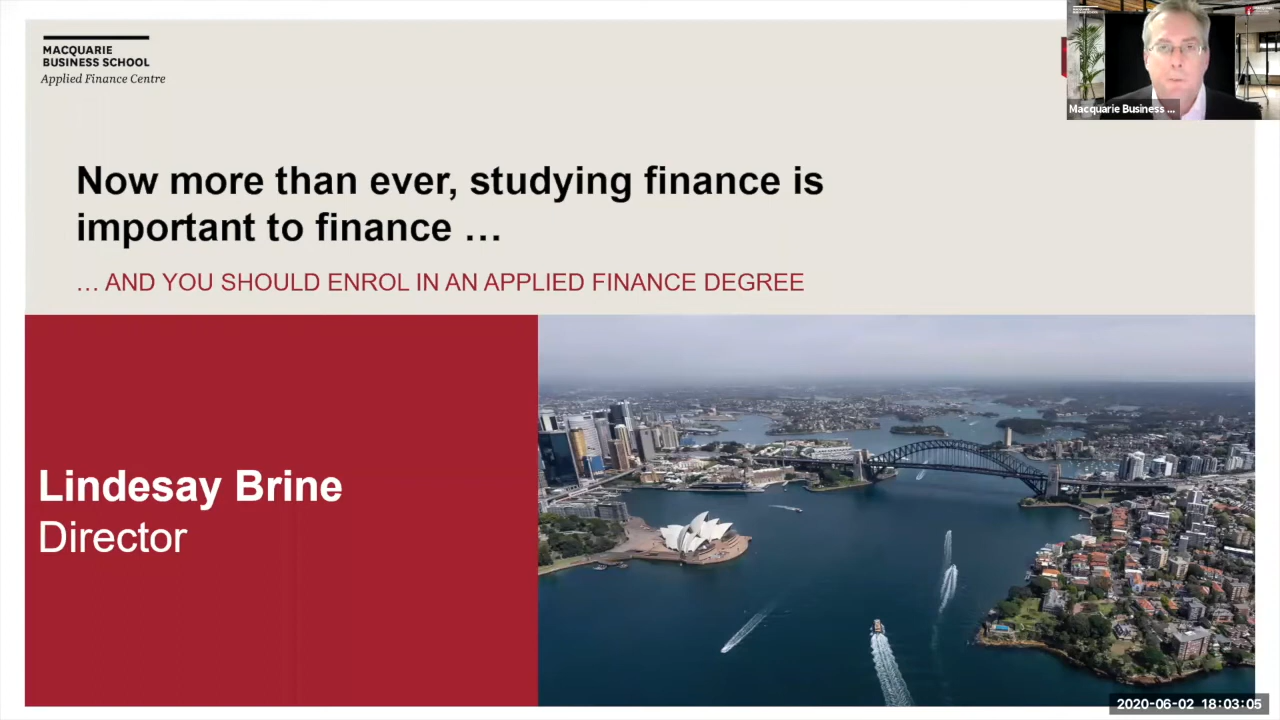 MACQUARIE
BUSINESS SCHOOL
Applied Finance Centre
Macquarie Business ...
Now more than ever, studying finance is
important to finance …
… AND YOU SHOULD ENROL IN AN APPLIED FINANCE DEGREE
Lindesay Brine
Director
2020-06-02 18:03:05